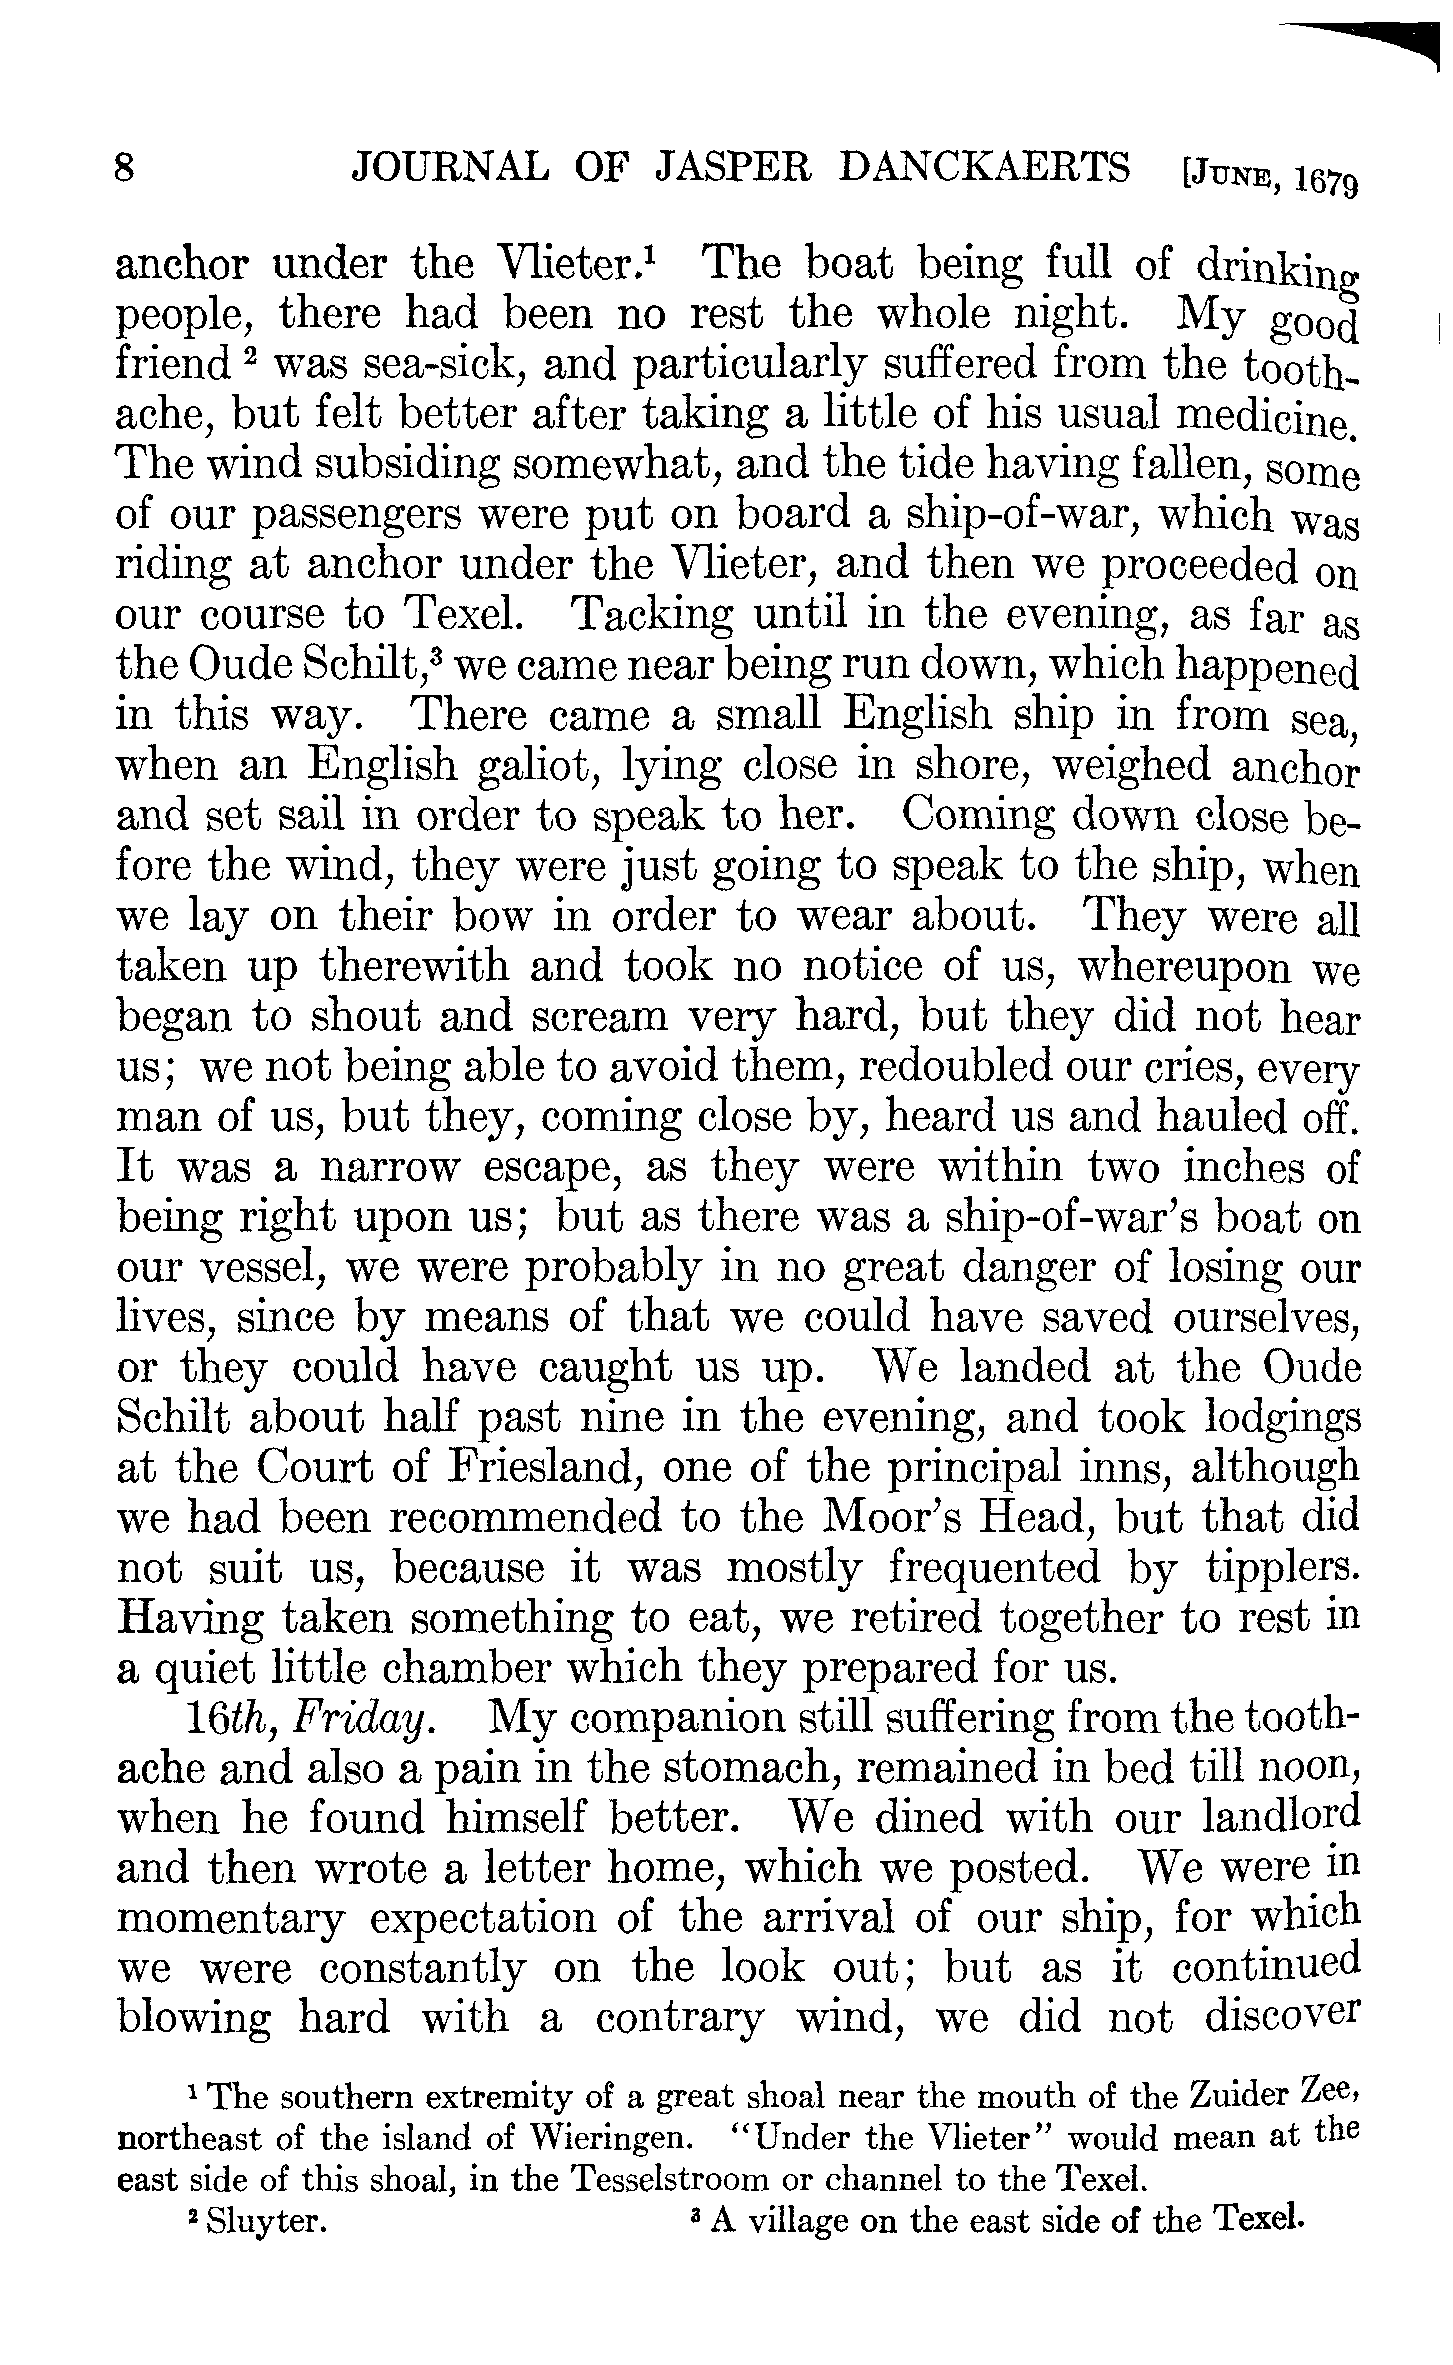 8 JOURNAL OF JASPER DANCKAERTS [JUNE, 1679
anchor under the Vlieter.¹ The boat being full of drinking
people, there had been no rest the whole night. My good
friend ² was sea-sick, and particularly suffered from the tooth-
ache, but felt better after taking a little of his usual medicine.
The wind subsiding somewhat, and the tide having fallen, some
of our passengers were put on board a ship-of-war, which was
riding at anchor under the Vlieter, and then we proceeded on
our course to Texel. Tacking until in the evening, as far as
the Oude Schilt,³ we came near being run down, which happened
in this way. There came a small English ship in from sea,
when an English galiot, lying close in shore, weighed anchor
and set sail in order to speak to her. Coming down close be-
fore the wind, they were just going to speak to the ship, when
we lay on their bow in order to wear about. They were all
taken up therewith and took no notice of us, whereupon we
began to shout and scream very hard, but they did not hear
us; we not being able to avoid them, redoubled our cries, every
man of us, but they, coming close by, heard us and hauled off.
It was a narrow escape, as they were within two inches of
being right upon us; but as there was a ship-of-war's boat on
our vessel, we were probably in no great danger of losing our
lives, since by means of that we could have saved ourselves,
or they could have caught us up. We landed at the Oude
Schilt about half past nine in the evening, and took lodgings
at the Court of Friesland, one of the principal inns, although
we had been recommended to the Moor's Head, but that did
not suit us, because it was mostly frequented by tipplers.
Having taken something to eat, we retired together to rest in
a quiet little chamber which they prepared for us.
16th, Friday. My companion still suffering from the tooth-
ache and also a pain in the stomach, remained in bed till noon,
when he found himself better. We dined with our landlord
and then wrote a letter home, which we posted. We were in
momentary expectation of the arrival of our ship, for which
we were constantly on the look out; but as it continued
blowing hard with a contrary wind, we did not discover
¹ The southern extremity of a great shoal near the mouth of the Zuider Zee,
northeast of the island of Wieringen. "Under the Vlieter" would mean at the
east side of this shoal, in the Tesselstroom or channel to the Texel.
² Sluyter. ³ A village on the east side of the Texel.